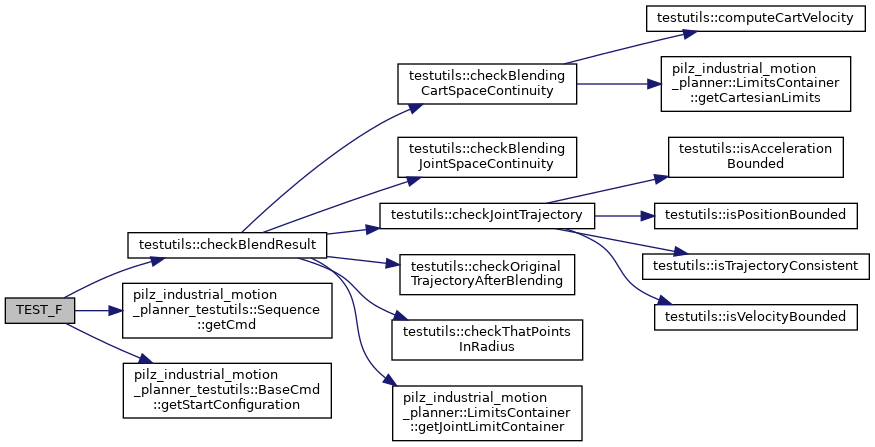 TEST_F
testutils::checkBlendResult
pilz_industrial_motion
_planner_testutils::Sequence
::getCmd
pilz_industrial_motion
_planner_testutils::BaseCmd
::getStartConfiguration
testutils::checkBlending
CartSpaceContinuity
testutils::checkBlending
JointSpaceContinuity
testutils::checkJointTrajectory
testutils::checkOriginal
TrajectoryAfterBlending
testutils::checkThatPoints
InRadius
pilz_industrial_motion
_planner::LimitsContainer
::getJointLimitContainer
testutils::computeCartVelocity
pilz_industrial_motion
_planner::LimitsContainer
::getCartesianLimits
testutils::isAcceleration
Bounded
testutils::isPositionBounded
testutils::isTrajectoryConsistent
testutils::isVelocityBounded